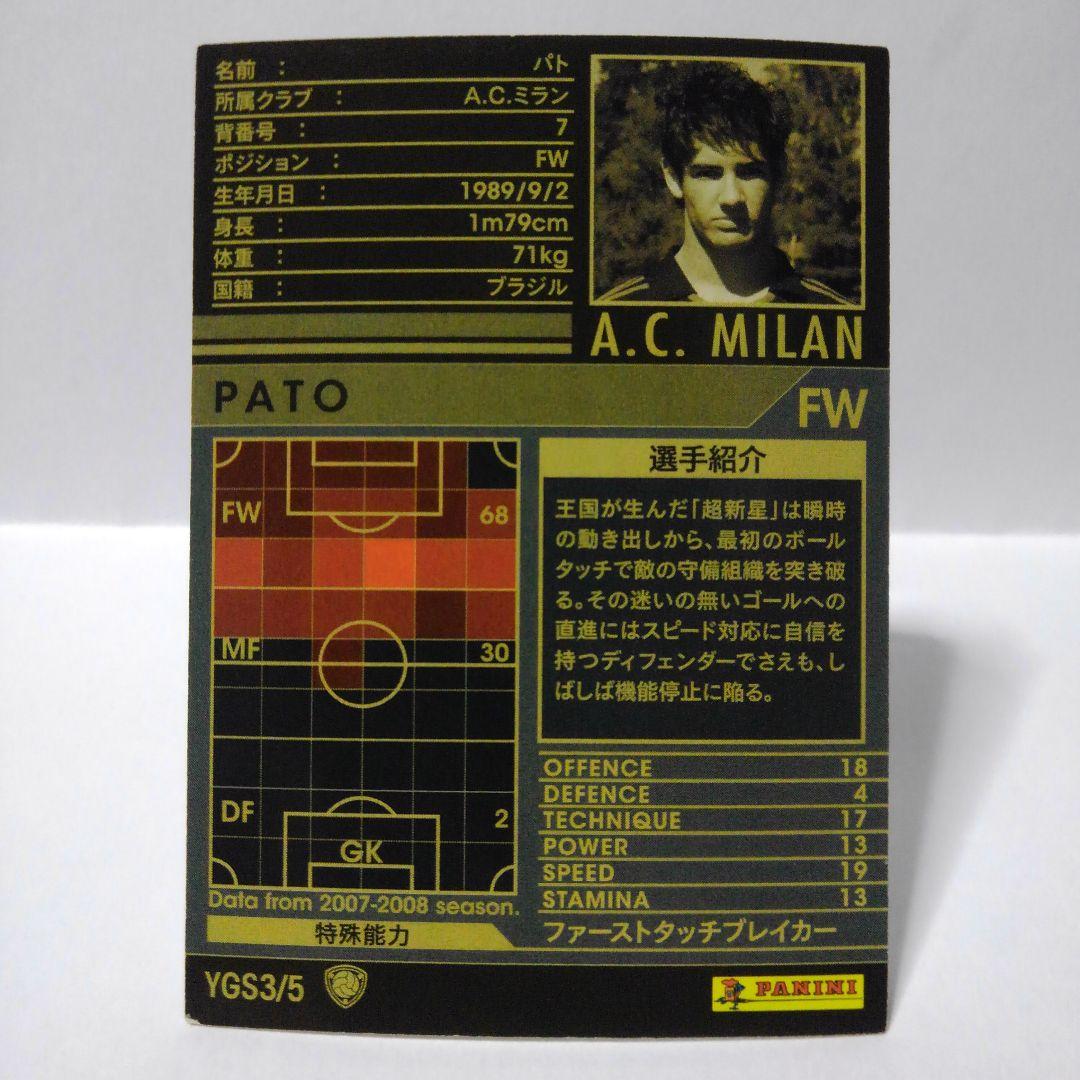 名前 : パト
所属クラブ : A.C.ミラン
背番号 : 7
ポジション : FW
生年月日 : 1989/9/2
身長 : 1m79cm
体重 : 71kg
国籍 : ブラジル
A.C. MILAN
PATO
FW
FW 68
MF 30
DF 2
GK
Data from 2007-2008 season.
選手紹介
王国が生んだ「超新星」は瞬時
の動き出しから、最初のボール
タッチで敵の守備組織を突き破
る。その迷いの無いゴールへの
直進にはスピード対応に自信を
持つディフェンダーでさえも、し
ばしば機能停止に陥る。
OFFENCE 18
DEFENCE 4
TECHNIQUE 17
POWER 13
SPEED 19
STAMINA 13
特殊能力
ファーストタッチブレイカー
YGS3/5
PANINI